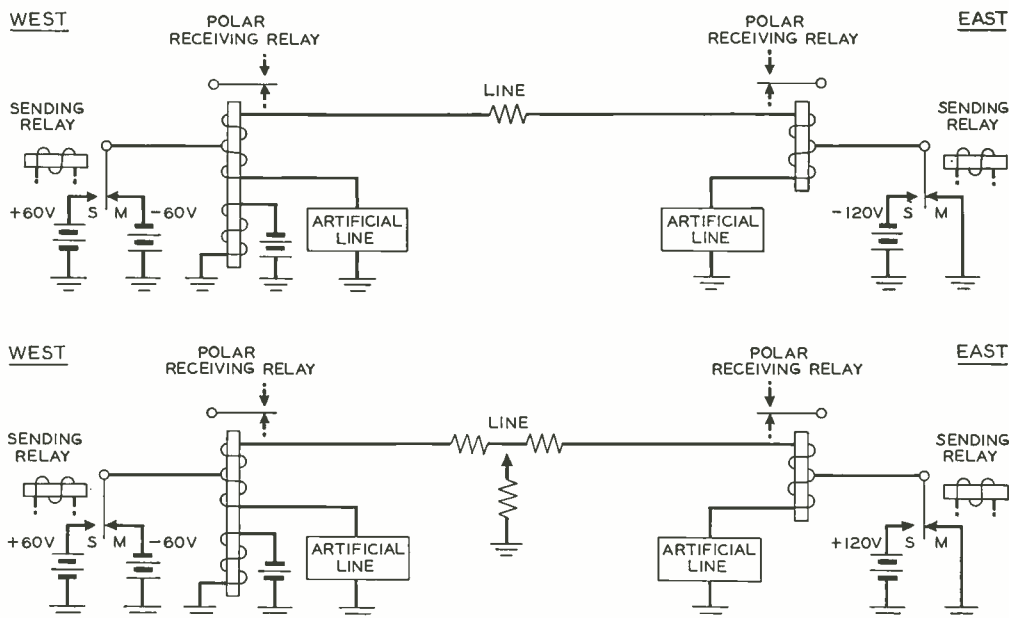 WEST
POLAR
RECEIVING RELAY
POLAR
RECEIVING RELAY
EAST
SENDING
RELAY
LINE
SENDING
RELAY
+60V
S
M
-60V
ARTIFICIAL
LINE
ARTIFICIAL
LINE
-120V
S
M
WEST
POLAR
RECEIVING RELAY
POLAR
RECEIVING RELAY
EAST
SENDING
RELAY
LINE
SENDING
RELAY
+60V
S
M
-60V
ARTIFICIAL
LINE
ARTIFICIAL
LINE
+120V
S
M